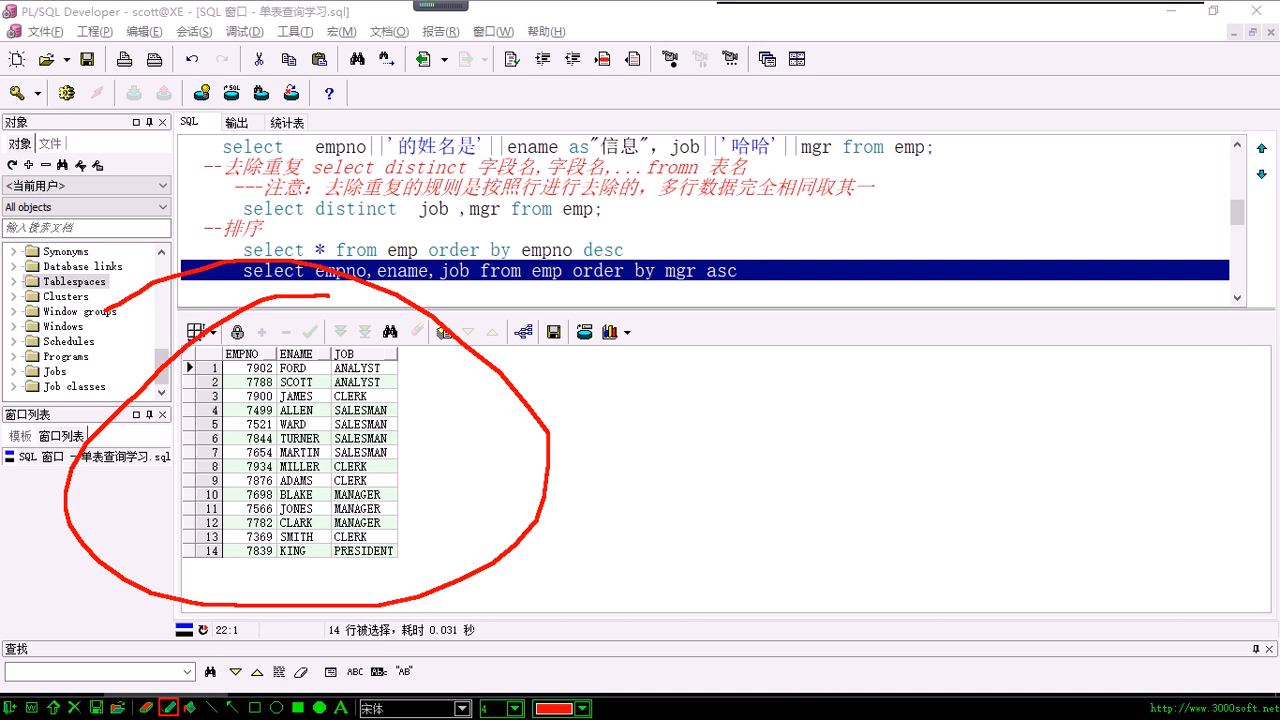 PL/SQL Developer - scott@XE - [SQL 窗口 - 单表查询学习.sql]
文件(F) 工程(P) 编辑(E) 会话(S) 调试(D) 工具(T) 宏(M) 文档(O) 报告(R) 窗口(W) 帮助(H)
对象
对象 文件
<当前用户>
All objects
输入搜索文档
Synonyms
Database links
Tablespaces
Clusters
Window groups
Windows
Schedules
Programs
Jobs
Job classes
窗口列表
模板 窗口列表
SQL 窗口 - 单表查询学习.sql
SQL 输出 统计表
select empno||'的姓名是'||ename as"信息",job||'哈哈'||mgr from emp;
--去除重复 select distinct 字段名,字段名,...fromn 表名
---注意：去除重复的规则是按照行进行去除的，多行数据完全相同取其一
select distinct job ,mgr from emp;
--排序
select * from emp order by empno desc
select empno,ename,job from emp order by mgr asc
EMPNO ENAME JOB
1 7902 FORD ANALYST
2 7788 SCOTT ANALYST
3 7900 JAMES CLERK
4 7499 ALLEN SALESMAN
5 7521 WARD SALESMAN
6 7844 TURNER SALESMAN
7 7654 MARTIN SALESMAN
8 7934 MILLER CLERK
9 7876 ADAMS CLERK
10 7698 BLAKE MANAGER
11 7566 JONES MANAGER
12 7782 CLARK MANAGER
13 7369 SMITH CLERK
14 7839 KING PRESIDENT
22:1 14 行被选择，耗时 0.031 秒
查找
ABC "AB"
宋体 4 http://www.3000soft.net